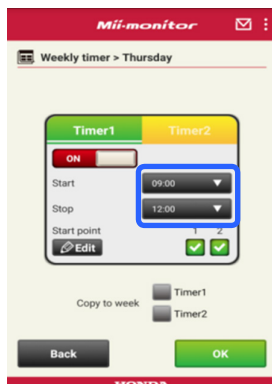 Mii-monitor
Weekly timer > Thursday
Timer1 Timer2
ON
Start 09:00
Stop 12:00
Start point 1 2
Edit
Copy to week
Timer1
Timer2
Back OK
HONDA